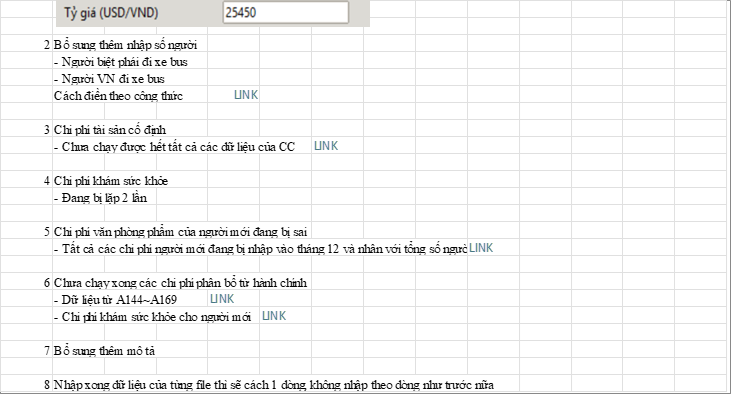 Tỷ giá (USD/VND) 25450
2 Bổ sung thêm nhập số người
- Người biệt phái đi xe bus
- Người VN đi xe bus
Cách điền theo công thức LINK
3 Chi phí tài sản cố định
- Chưa chạy được hết tất cả các dữ liệu của CC LINK
4 Chi phí khám sức khỏe
- Đang bị lặp 2 lần
5 Chi phí văn phòng phẩm của người mới đang bị sai
- Tất cả các chi phí người mới đang bị nhập vào tháng 12 và nhân với tổng số LINK
6 Chưa chạy xong các chi phí phân bổ từ hành chính
- Dữ liệu từ A144~A169 LINK
- Chi phí khám sức khỏe cho người mới LINK
7 Bổ sung thêm mô tả
8 Nhập xong dữ liệu của từng file thì sẽ cách 1 dòng, không nhập theo dòng như trước nữa